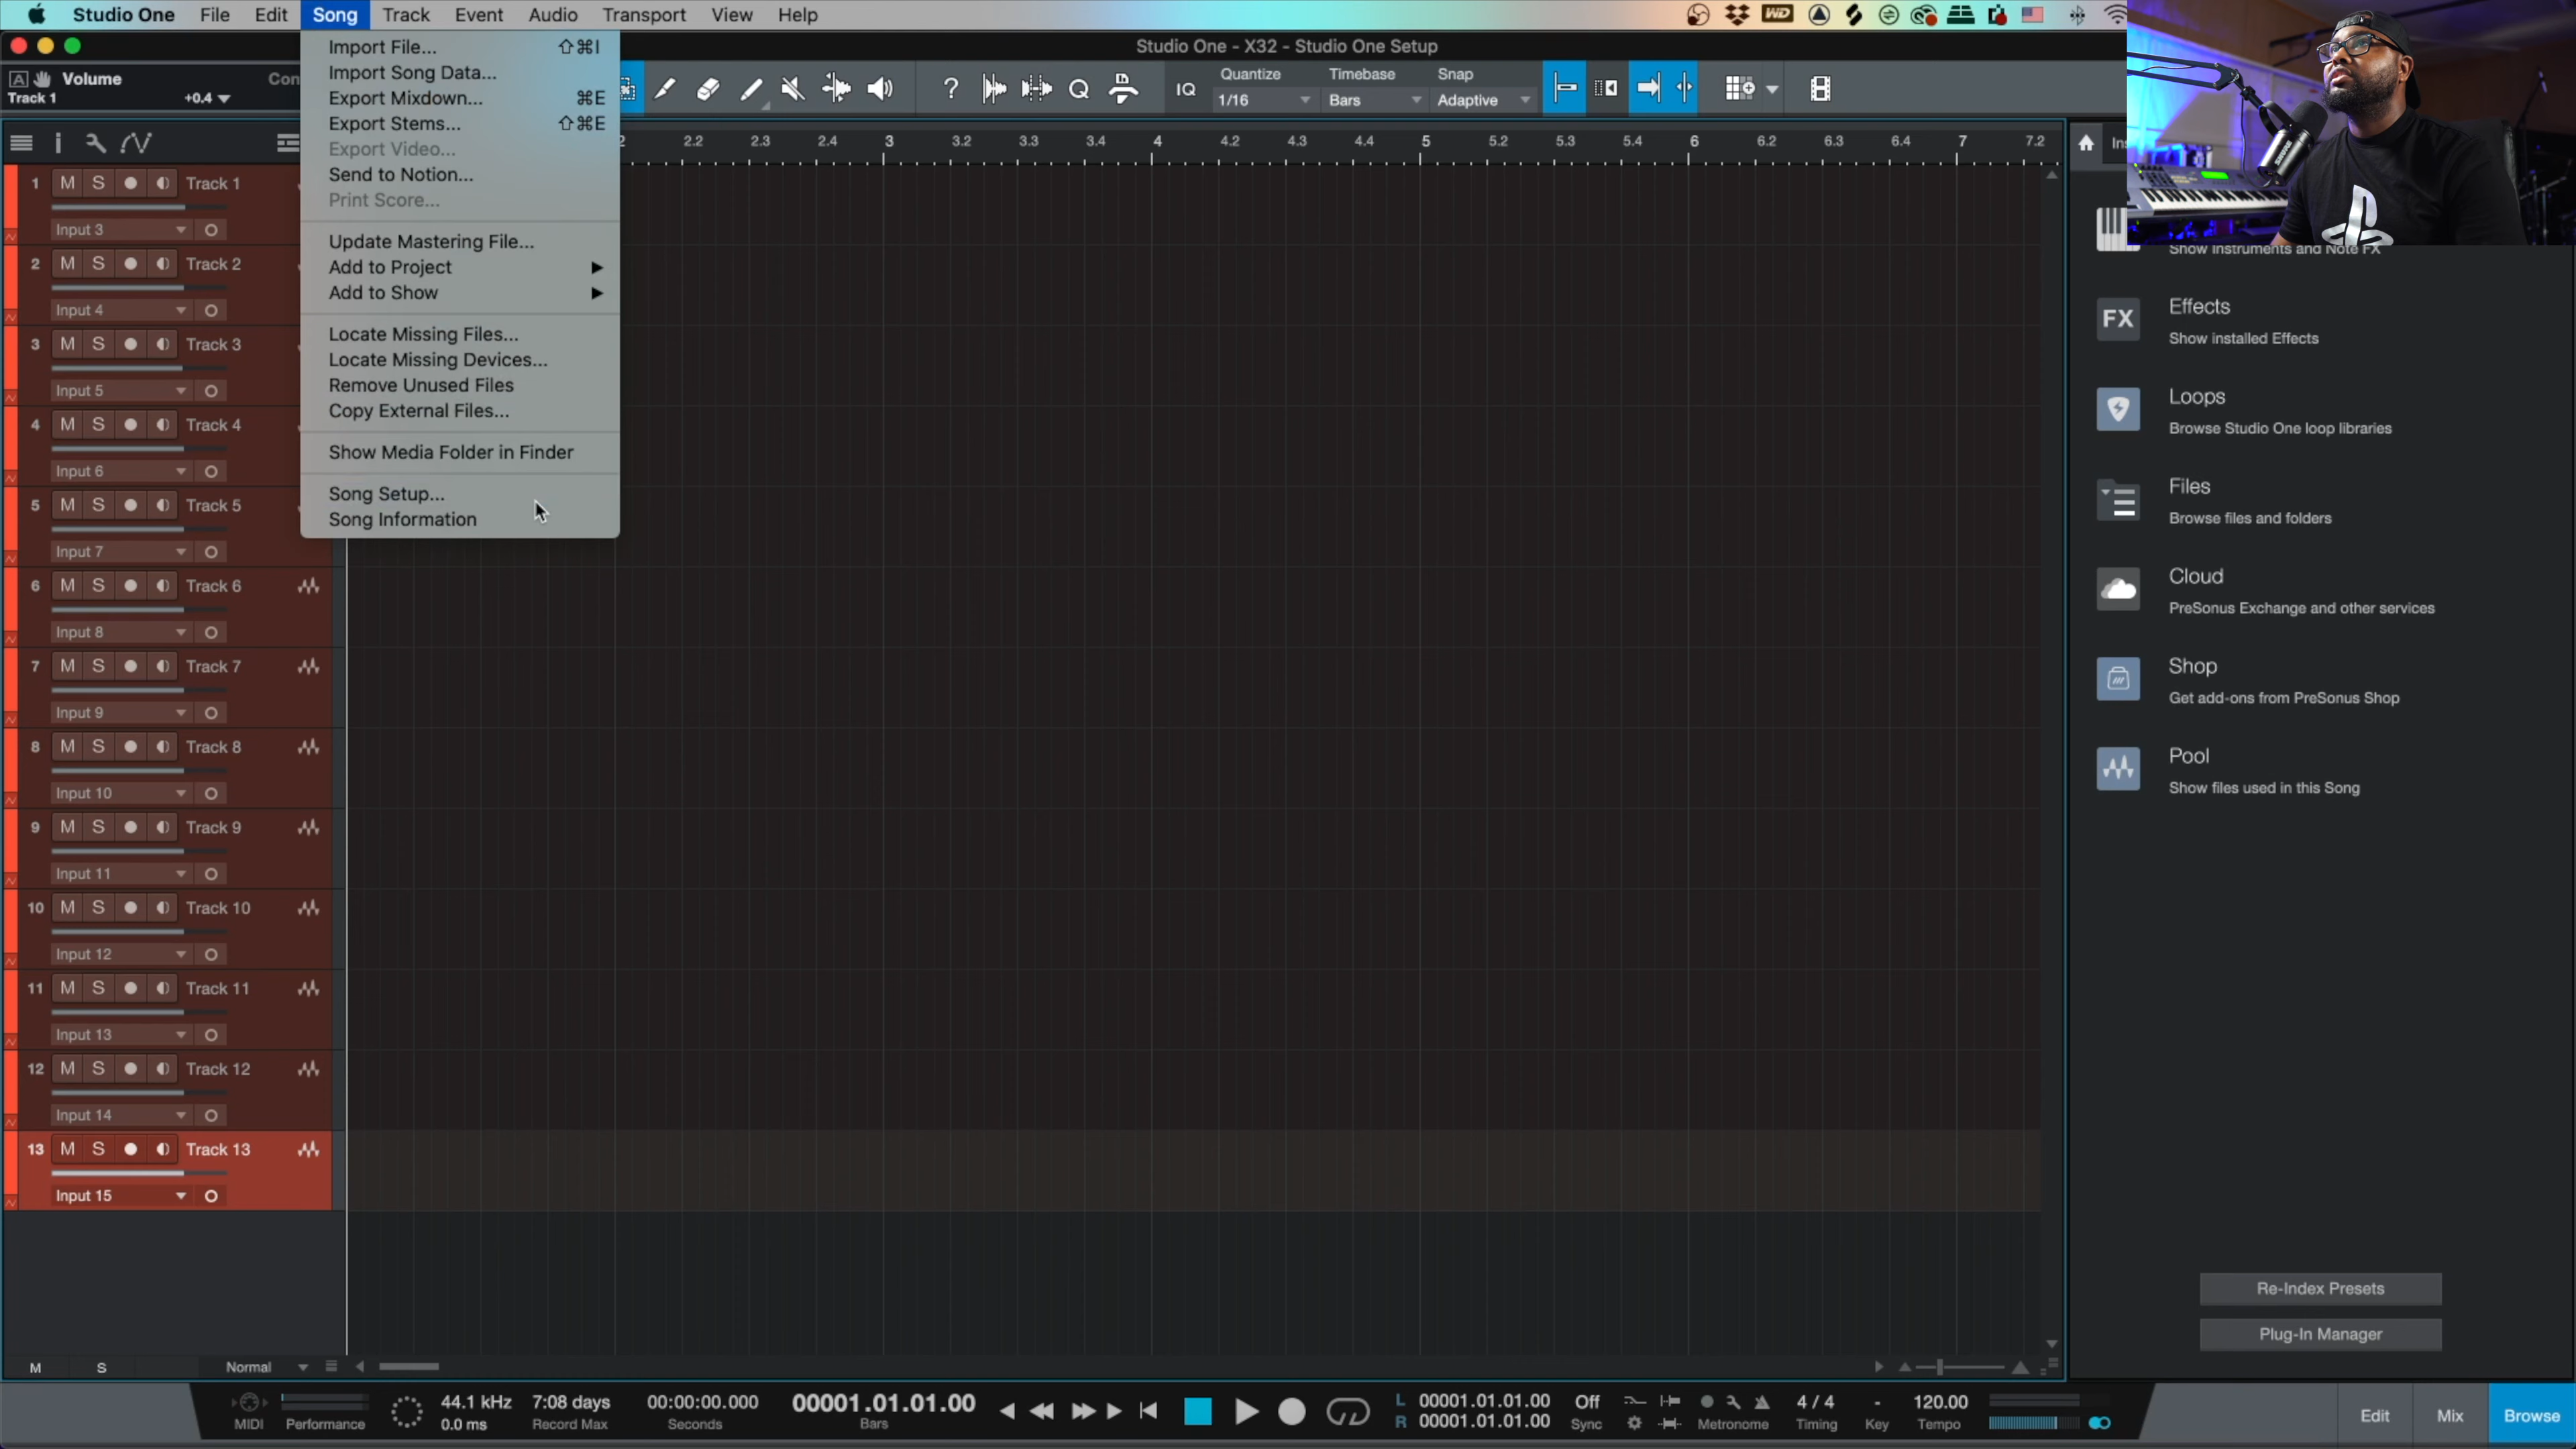 Studio One File Edit Song Track Event Audio Transport View Help
WD
Studio One - X32 - Studio One Setup
Volume Con
Track 1 +0.4
Import File... ⇧⌘I
Import Song Data...
Export Mixdown... ⌘E
Export Stems... ⇧⌘E
Export Video...
Send to Notion...
Print Score...
Update Mastering File...
Add to Project
Add to Show
Locate Missing Files...
Locate Missing Devices...
Remove Unused Files
Copy External Files...
Show Media Folder in Finder
Song Setup...
Song Information
IQ Quantize Timebase Snap
1/16 Bars Adaptive
2 2.2 2.3 2.4 3 3.2 3.3 3.4 4 4.2 4.3 4.4 5 5.2 5.3 5.4 6 6.2 6.3 6.4 7 7.2
1 M S Track 1
Input 3
2 M S Track 2
Input 4
3 M S Track 3
Input 5
4 M S Track 4
Input 6
5 M S Track 5
Input 7
6 M S Track 6
Input 8
7 M S Track 7
Input 9
8 M S Track 8
Input 10
9 M S Track 9
Input 11
10 M S Track 10
Input 12
11 M S Track 11
Input 13
12 M S Track 12
Input 14
13 M S Track 13
Input 15
M S Normal
Ins
SHURE
Show Instruments and Note FX
FX
Effects
Show installed Effects
Loops
Browse Studio One loop libraries
Files
Browse files and folders
Cloud
PreSonus Exchange and other services
Shop
Get add-ons from PreSonus Shop
Pool
Show files used in this Song
Re-Index Presets
Plug-In Manager
MIDI Performance
44.1 kHz 7:08 days 00:00:00.000 00001.01.01.00
0.0 ms Record Max Seconds Bars
L 00001.01.01.00 Off 4 / 4 - 120.00
R 00001.01.01.00 Sync Metronome Timing Key Tempo
Edit Mix Browse